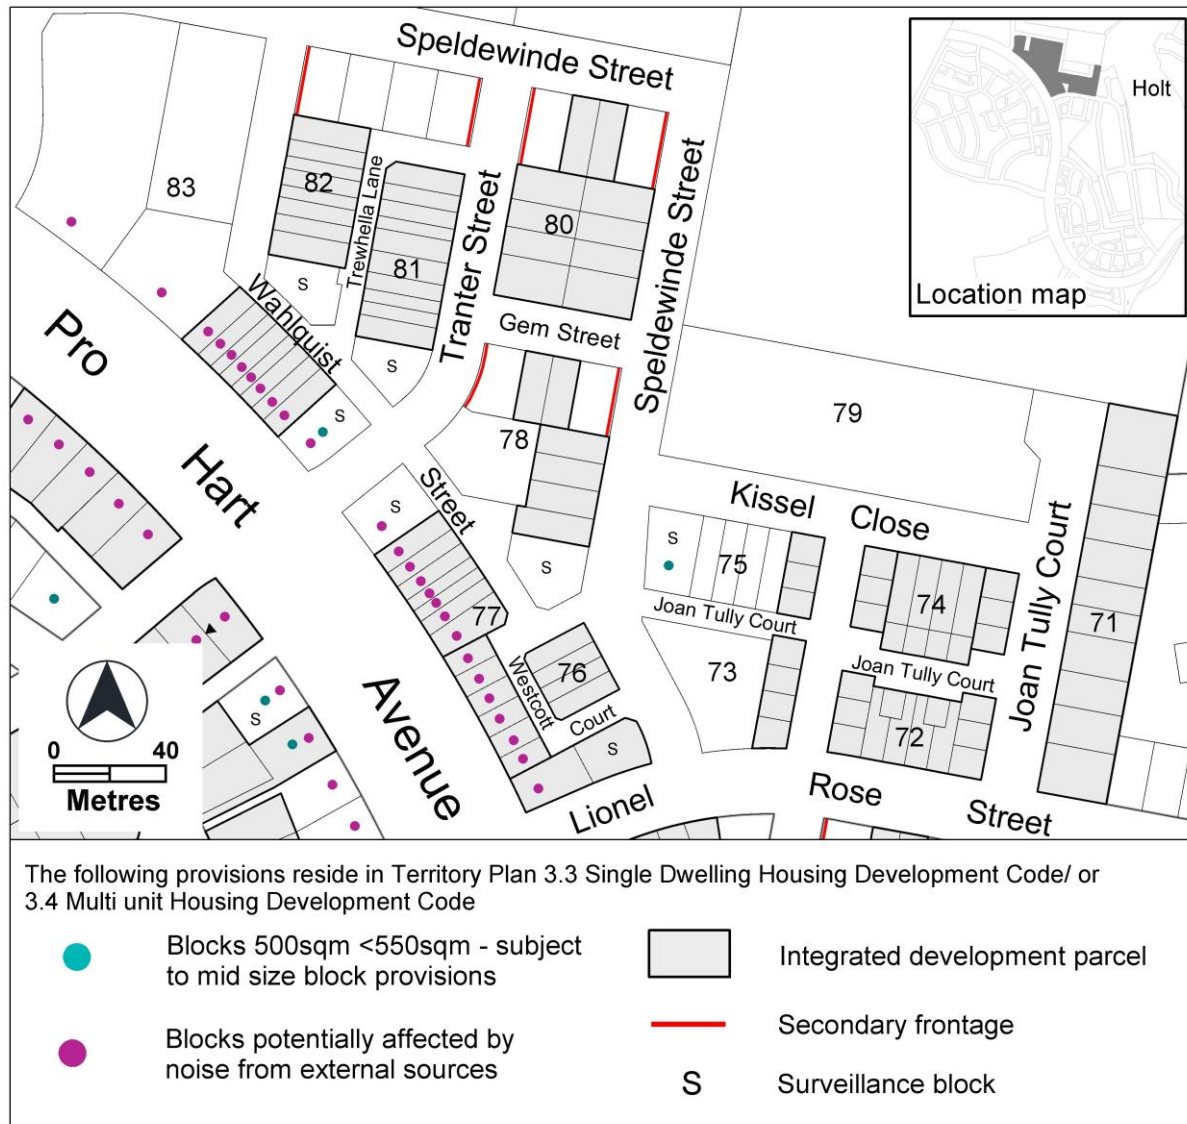 Speldewinde Street
Holt
Location map
83
82
Trewhella Lane
81
Tranter Street
80
Speldewinde Street
S
S
Gem Street
Wahlquist
Street
S
Pro
Hart
Avenue
78
79
S
S
77
S
75
Kissel
Close
Joan Tully Court
74
Joan Tully Court
71
73
Joan Tully Court
72
76
Westcott
Court
S
S
Lionel
Rose
Street
0 40
Metres
The following provisions reside in Territory Plan 3.3 Single Dwelling Housing Development Code/ or
3.4 Multi unit Housing Development Code
Blocks 500sqm <550sqm - subject
to mid size block provisions
Blocks potentially affected by
noise from external sources
Integrated development parcel
Secondary frontage
S Surveillance block